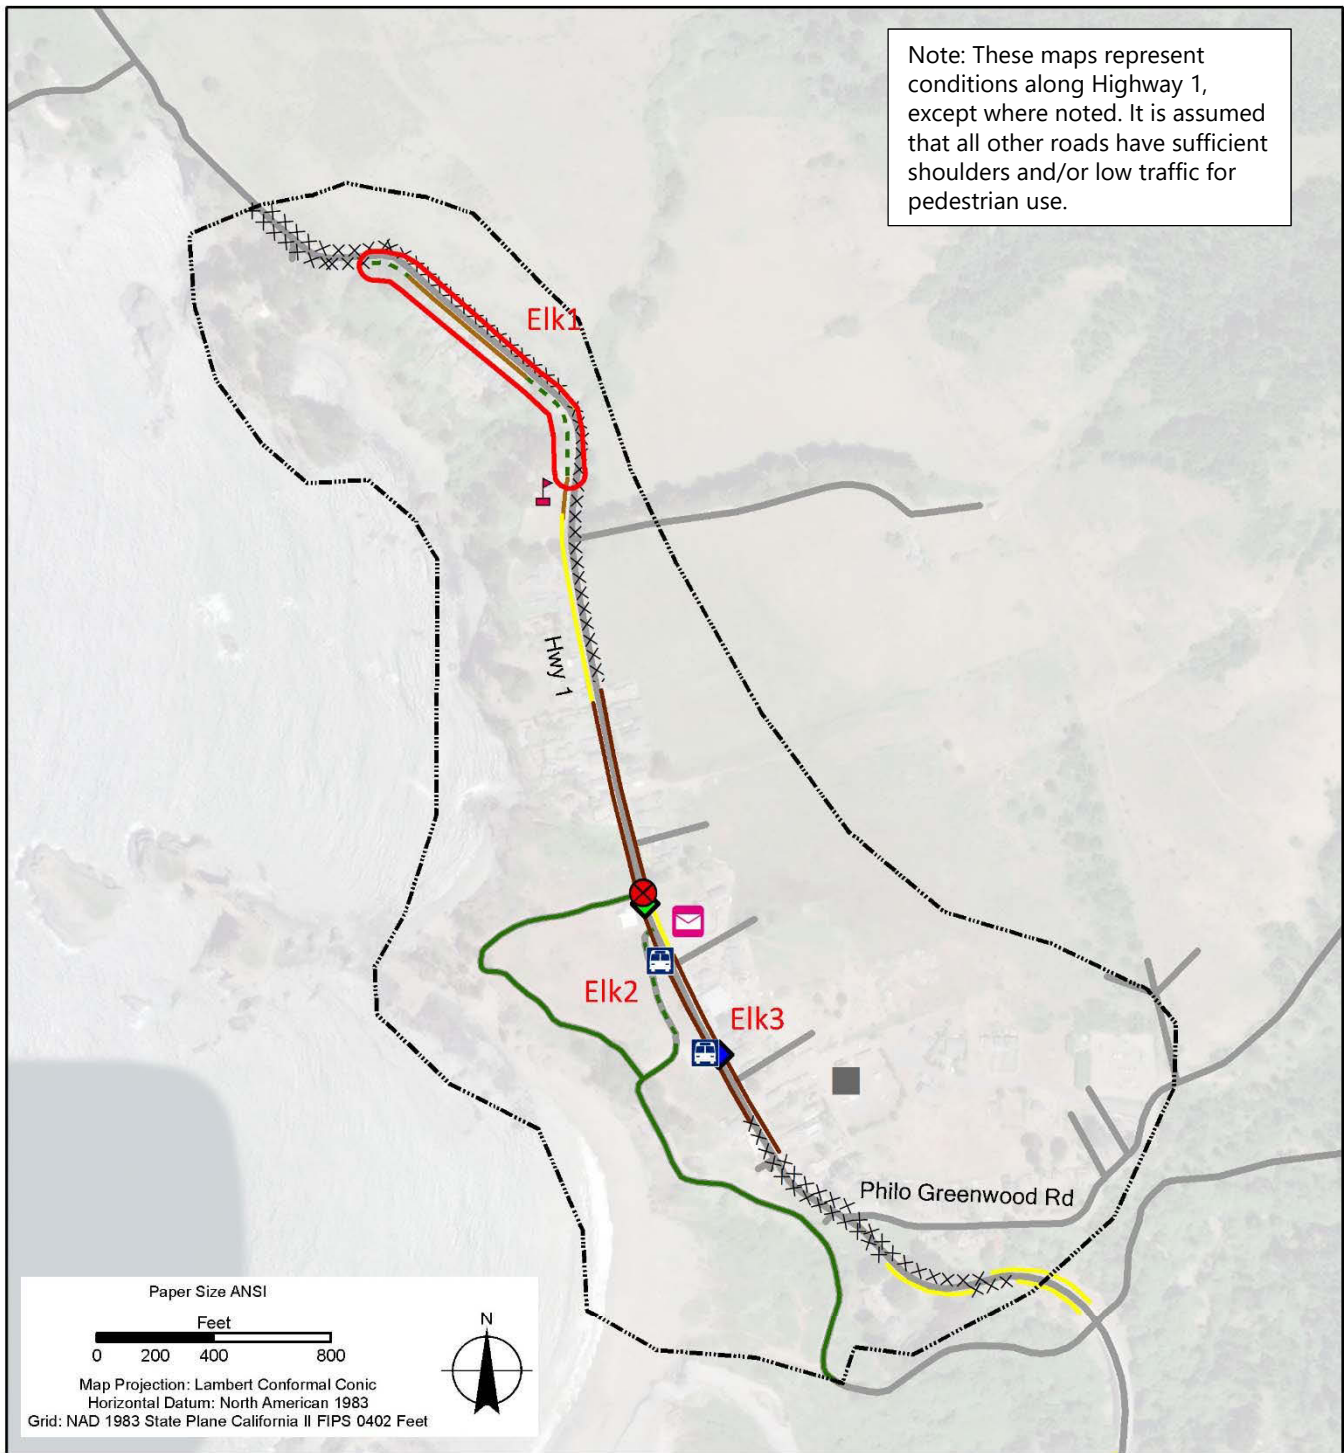 Note: These maps represent
conditions along Highway 1,
except where noted. It is assumed
that all other roads have sufficient
shoulders and/or low traffic for
pedestrian use.
Elk1
Hwy 1
Elk2
Elk3
Philo Greenwood Rd
Paper Size ANSI
Feet
0 200 400 800
Map Projection: Lambert Conformal Conic
Horizontal Datum: North American 1983
Grid: NAD 1983 State Plane California II FIPS 0402 Feet
N